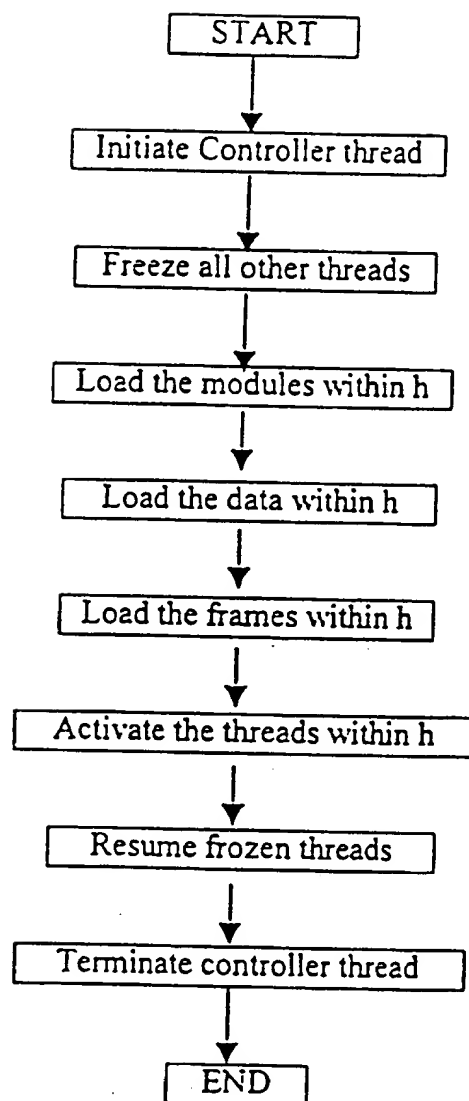 START
Initiate Controller thread
Freeze all other threads
Load the modules within h
Load the data within h
Load the frames within h
Activate the threads within h
Resume frozen threads
Terminate controller thread
END